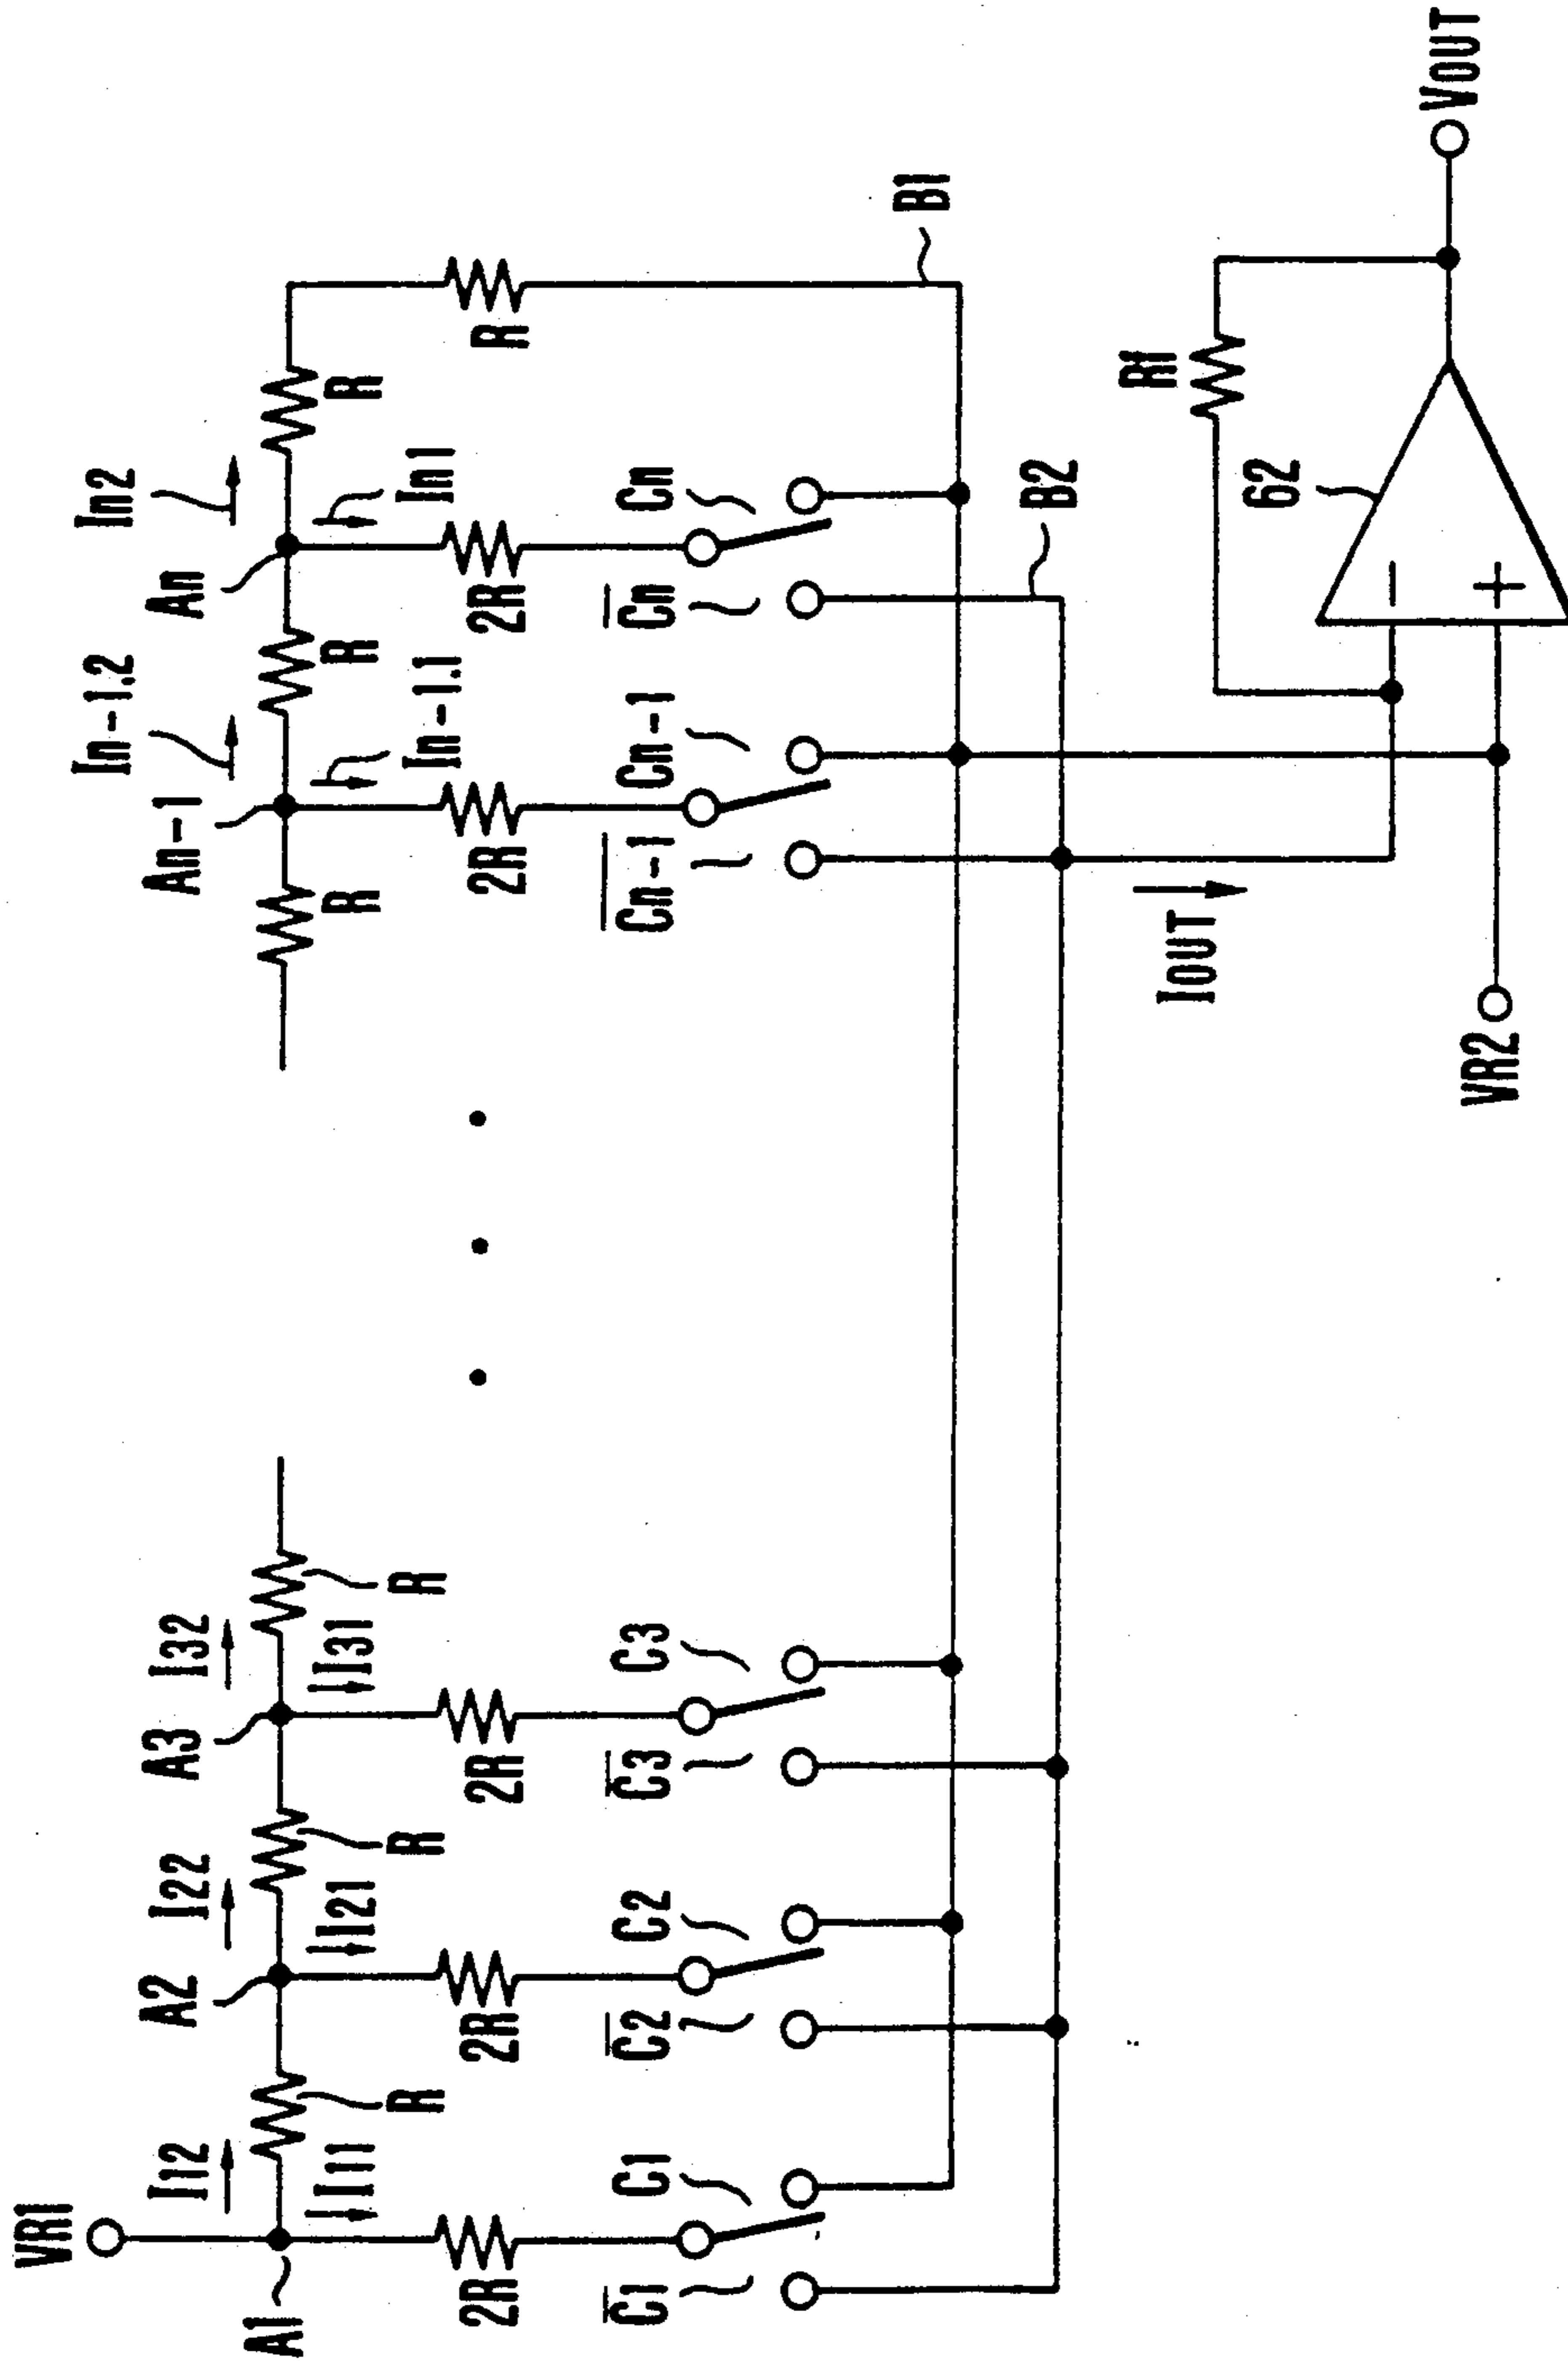 VR1
A1
I12
I11
R
2R
C1
C̅1̅
A2
I22
I21
R
2R
C2
C̅2̅
A3
I32
I31
R
2R
C3
C̅3̅
R
An-1
In-1.2
In-1.1
R
2R
Cn-1
C̅n̅-̅1̅
An
In2
In1
R
2R
Cn
C̅n̅
R
B1
B2
IOUT
VR2
R1
62
−
+
VOUT